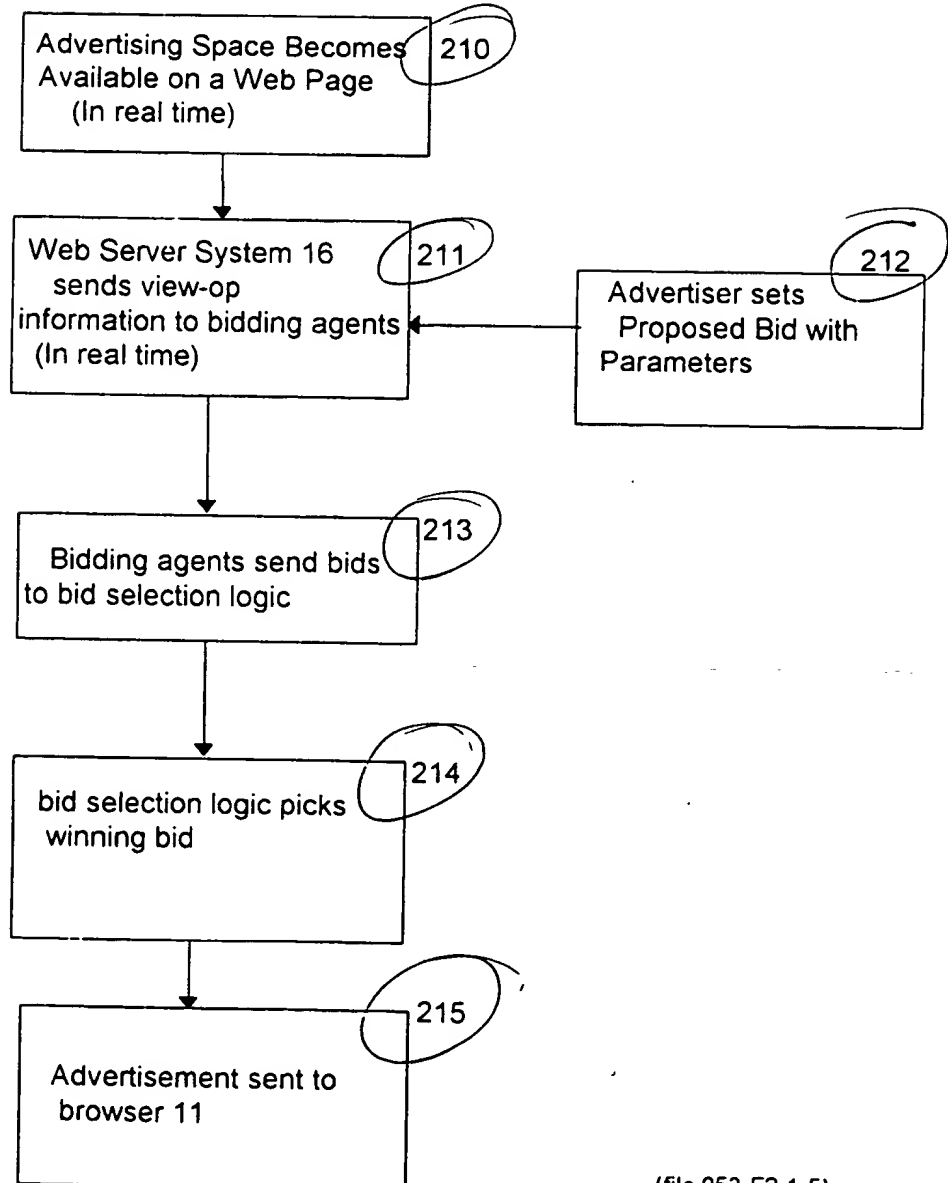 Advertising Space Becomes
Available on a Web Page
(In real time)
210
Web Server System 16
sends view-op
information to bidding agents
(In real time)
211
212
Advertiser sets
Proposed Bid with
Parameters
Bidding agents send bids
to bid selection logic
213
bid selection logic picks
winning bid
214
Advertisement sent to
browser 11
215